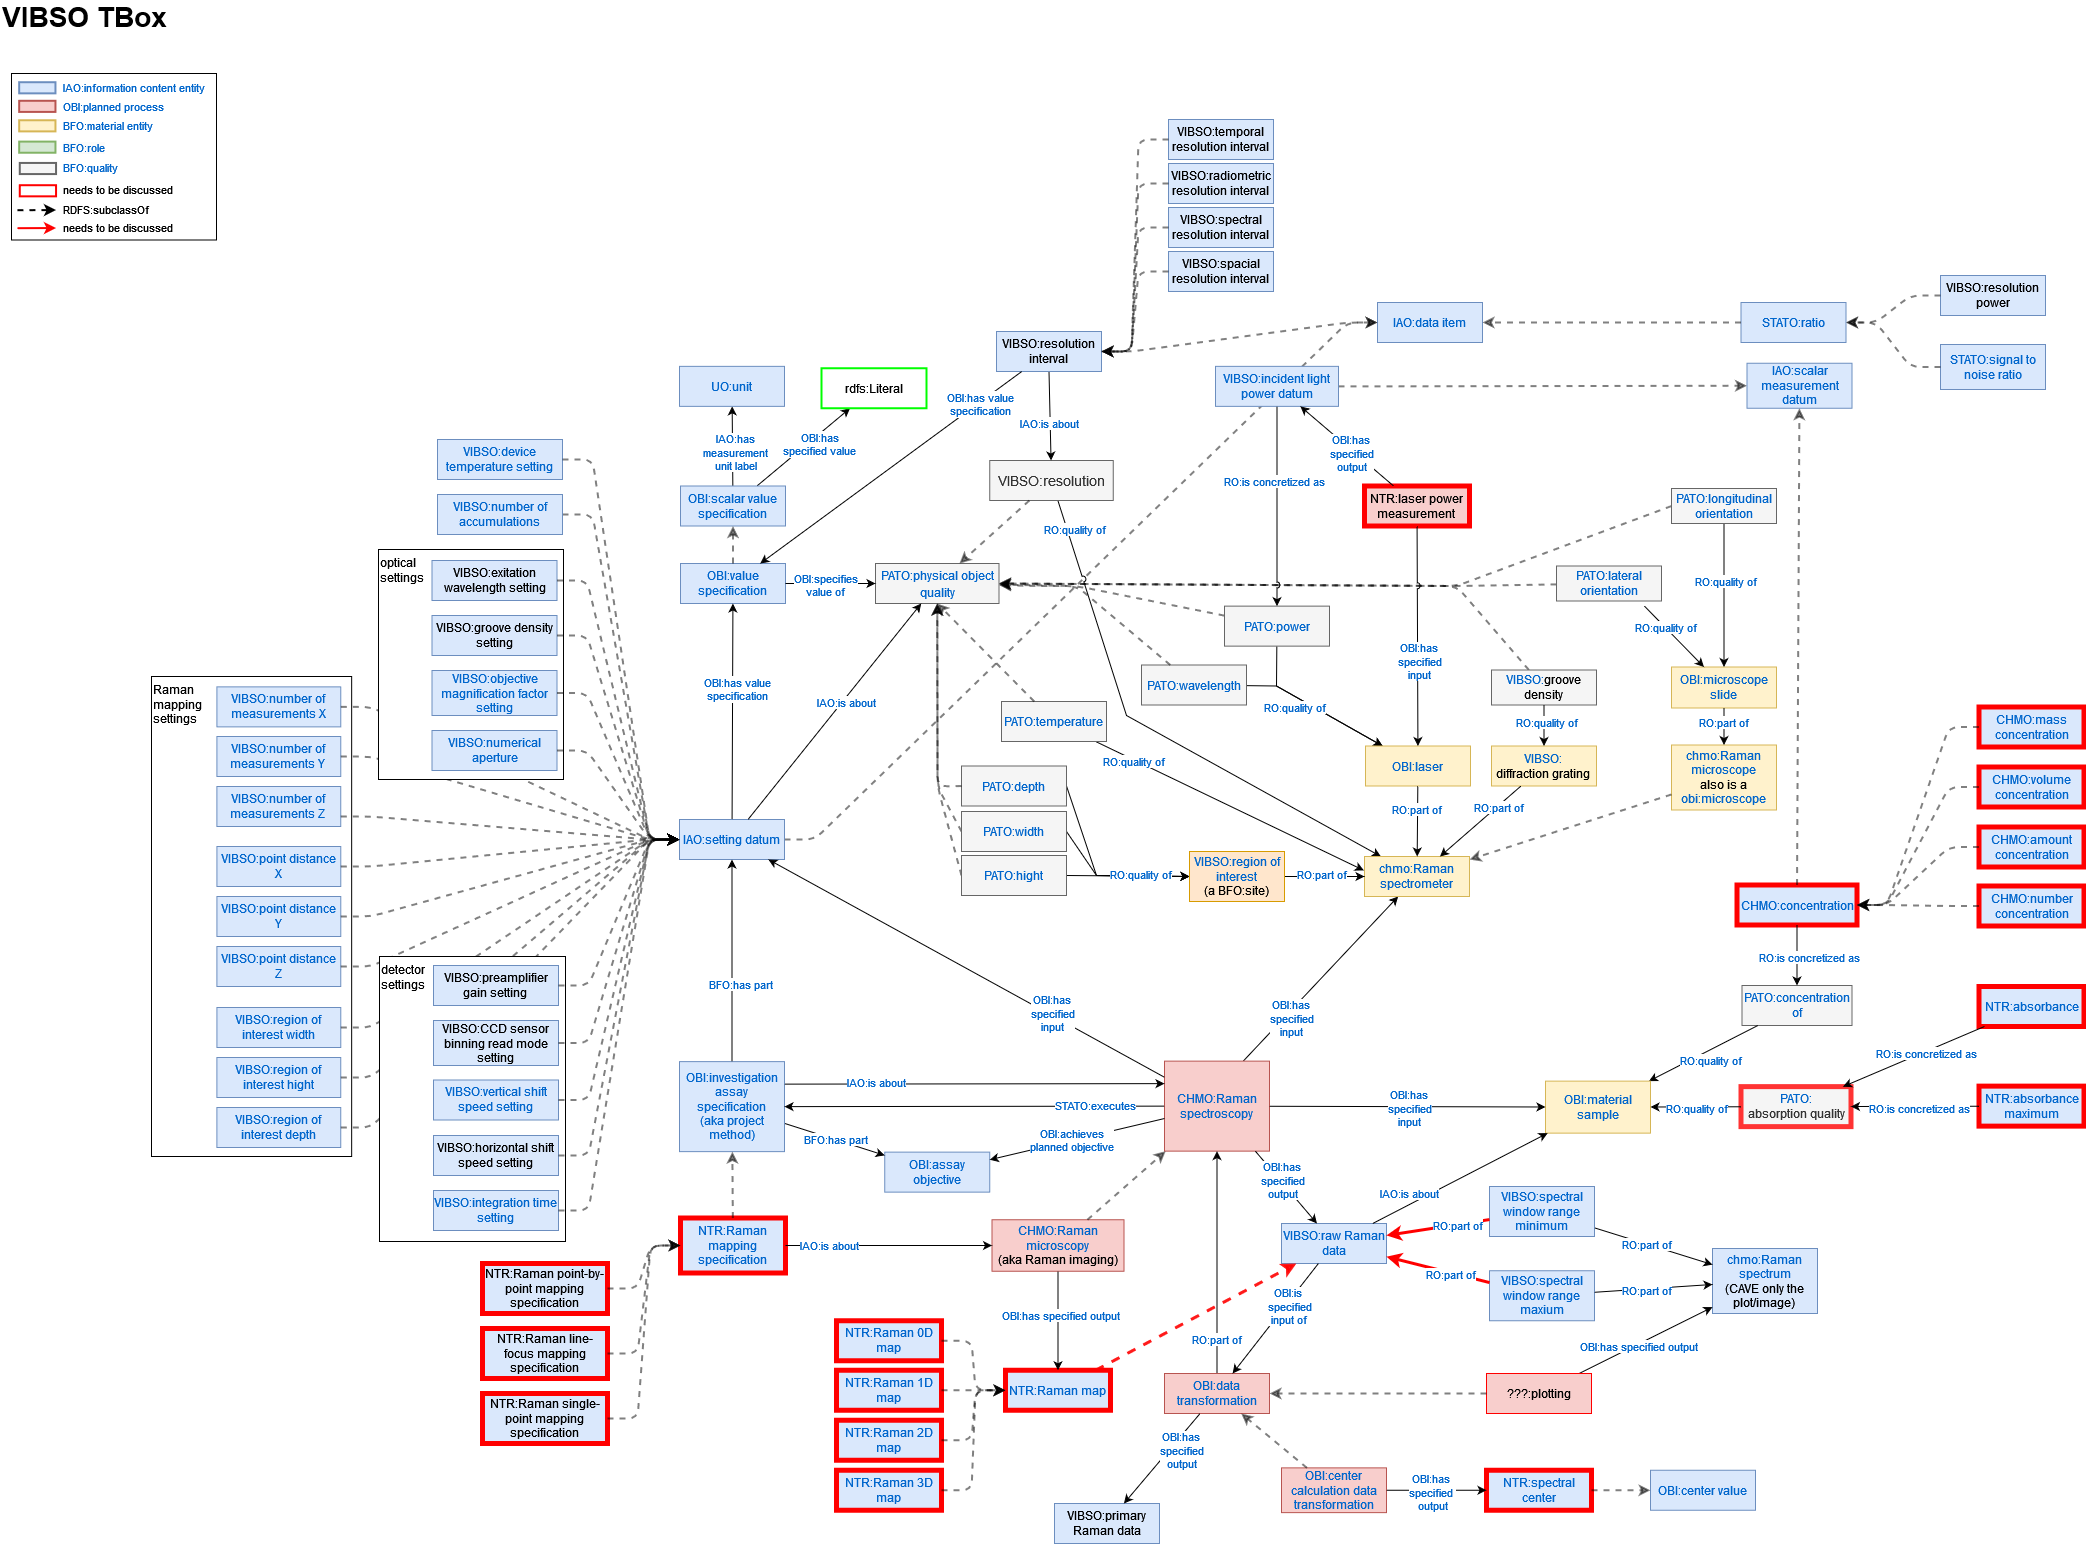 VIBSO TBox
IAO:information content entity
OBI:planned process
BFO:material entity
BFO:role
BFO:quality
needs to be discussed
RDFS:subclassOf
needs to be discussed
VIBSO:temporal
resolution interval
VIBSO:radiometric
resolution interval
VIBSO:spectral
resolution interval
VIBSO:spacial
resolution interval
VIBSO:resolution
interval
IAO:data item
STATO:ratio
VIBSO:resolution
power
STATO:signal to
noise ratio
UO:unit
rdfs:Literal
OBI:has value
specification
IAO:is about
VIBSO:incident light
power datum
IAO:scalar
measurement
datum
IAO:has
measurement
unit label
OBI:has
specified value
OBI:has
specified
output
VIBSO:device
temperature setting
VIBSO:number of
accumulations
OBI:scalar value
specification
VIBSO:resolution
RO:is concretized as
NTR:laser power
measurement
PATO:longitudinal
orientation
RO:quality of
optical
settings
VIBSO:exitation
wavelength setting
VIBSO:groove density
setting
VIBSO:objective
magnification factor
setting
VIBSO:numerical
aperture
OBI:value
specification
OBI:specifies
value of
PATO:physical object
quality
PATO:lateral
orientation
RO:quality of
PATO:power
RO:quality of
OBI:has
specified
input
PATO:wavelength
RO:quality of
VIBSO:groove
density
OBI:microscope
slide
OBI:has value
specification
IAO:is about
PATO:temperature
RO:quality of
RO:quality of
RO:part of
Raman
mapping
settings
VIBSO:number of
measurements X
VIBSO:number of
measurements Y
VIBSO:number of
measurements Z
VIBSO:point distance
X
VIBSO:point distance
Y
VIBSO:point distance
Z
VIBSO:region of
interest width
VIBSO:region of
interest hight
VIBSO:region of
interest depth
OBI:laser
VIBSO:
diffraction grating
chmo:Raman
microscope
also is a
obi:microscope
CHMO:mass
concentration
CHMO:volume
concentration
CHMO:amount
concentration
CHMO:number
concentration
PATO:depth
PATO:width
PATO:hight
RO:quality of
RO:part of
RO:part of
IAO:setting datum
VIBSO:region of
interest
(a BFO:site)
RO:part of
chmo:Raman
spectrometer
CHMO:concentration
RO:is concretized as
detector
settings
VIBSO:preamplifier
gain setting
VIBSO:CCD sensor
binning read mode
setting
VIBSO:vertical shift
speed setting
VIBSO:horizontal shift
speed setting
VIBSO:integration time
setting
BFO:has part
OBI:has
specified
input
OBI:has
specified
input
PATO:concentration
of
NTR:absorbance
RO:quality of
RO:is concretized as
OBI:investigation
assay
specification
(aka project
method)
IAO:is about
STATO:executes
CHMO:Raman
spectroscopy
OBI:has
specified
input
OBI:material
sample
RO:quality of
PATO:
absorption quality
RO:is concretized as
NTR:absorbance
maximum
BFO:has part
OBI:achieves
planned objective
OBI:assay
objective
OBI:has
specified
output
IAO:is about
NTR:Raman
mapping
specification
IAO:is about
CHMO:Raman
microscopy
(aka Raman imaging)
VIBSO:raw Raman
data
RO:part of
VIBSO:spectral
window range
minimum
RO:part of
chmo:Raman
spectrum
(CAVE only the
plot/image)
RO:part of
VIBSO:spectral
window range
maxium
RO:part of
NTR:Raman point-by-
point mapping
specification
NTR:Raman line-
focus mapping
specification
NTR:Raman single-
point mapping
specification
OBI:has specified output
OBI:is
specified
input of
RO:part of
OBI:has specified output
NTR:Raman 0D
map
NTR:Raman 1D
map
NTR:Raman 2D
map
NTR:Raman 3D
map
NTR:Raman map
OBI:data
transformation
???:plotting
OBI:has
specified
output
OBI:center
calculation data
transformation
OBI:has
specified
output
NTR:spectral
center
OBI:center value
VIBSO:primary
Raman data